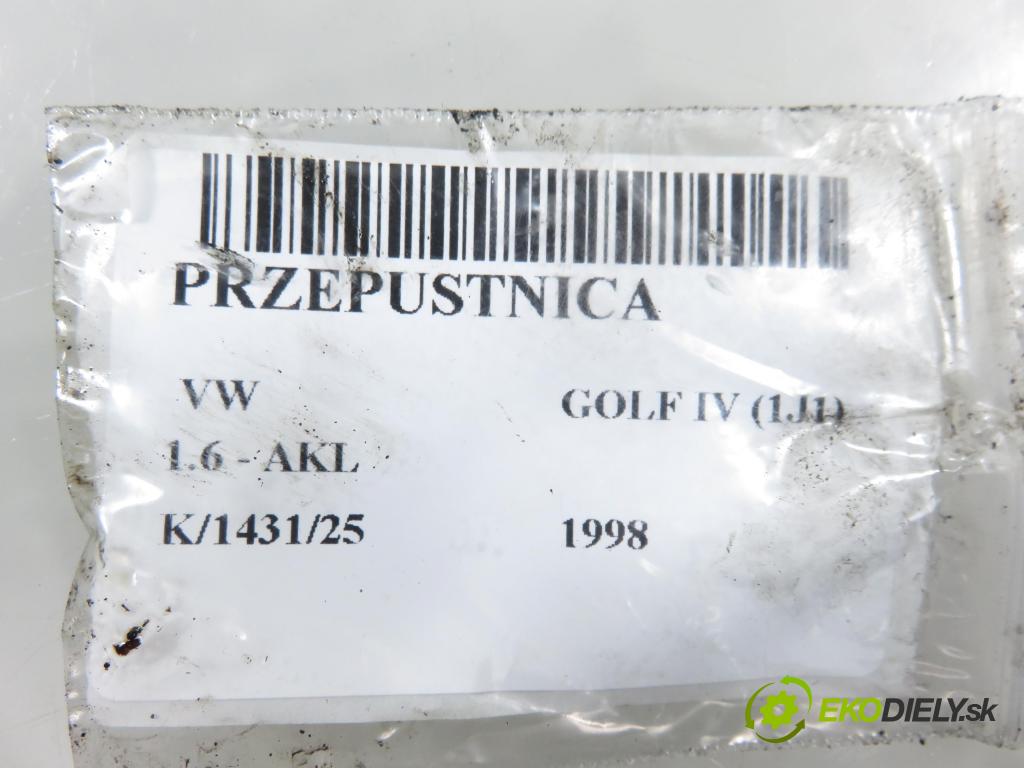 PRZEPUSTNICA
VW GOLF IV (1J1)
1.6 - AKL
K/1431/25 1998
EKODIELY.sk